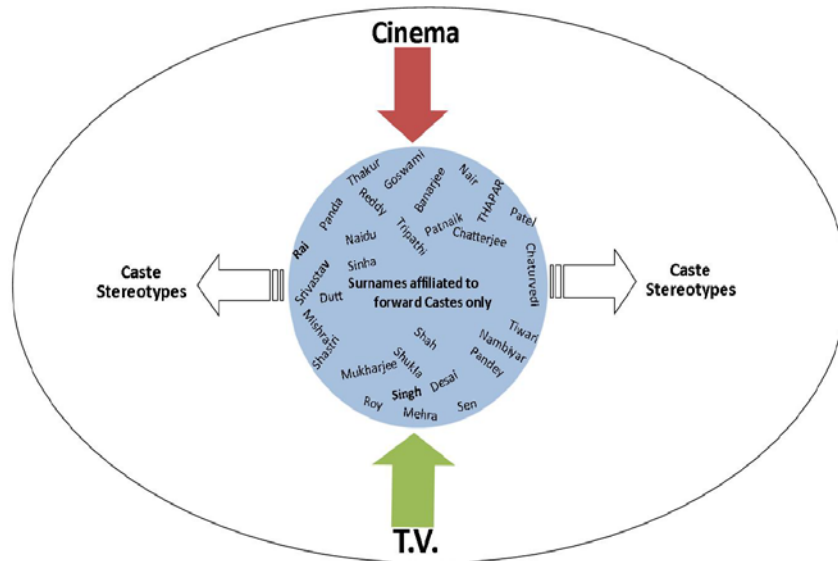 Cinema
Thakur
Goswami
Banarjee
Nair
THAPAR
Patel
Panda
Reddy
Tripathi
Patnaik
Chatterjee
Rai
Naidu
Sinha
Chaturvedi
Srivastav
Dutt
Surnames affiliated to
forward Castes only
Caste
Stereotypes
Caste
Stereotypes
Mishra
Shastri
Shah
Tiwari
Nambiyar
Pandey
Mukharjee
Shukla
Singh
Desai
Roy
Mehra
Sen
T.V.